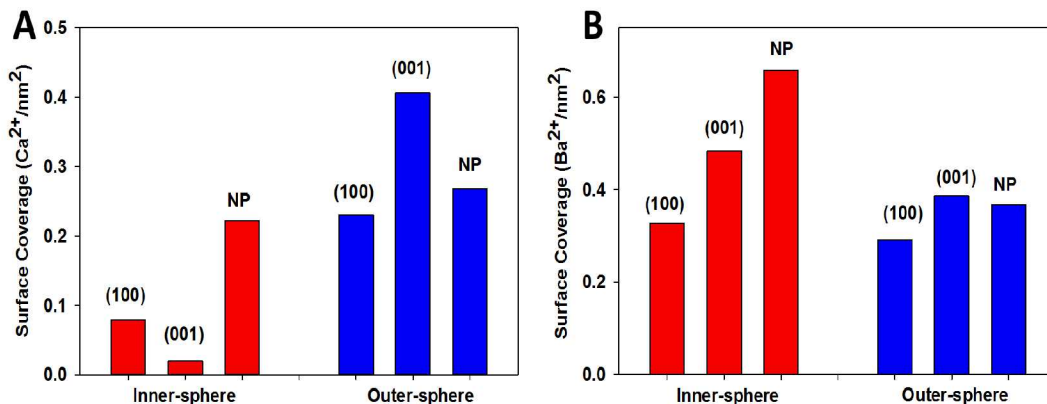 A
Surface Coverage (Ca²⁺/nm²)
0.5
0.4
0.3
0.2
0.1
0.0
(100)
(001)
NP
(100)
(001)
NP
Inner-sphere
Outer-sphere
B
Surface Coverage (Ba²⁺/nm²)
0.6
0.4
0.2
0.0
(100)
(001)
NP
(100)
(001)
NP
Inner-sphere
Outer-sphere